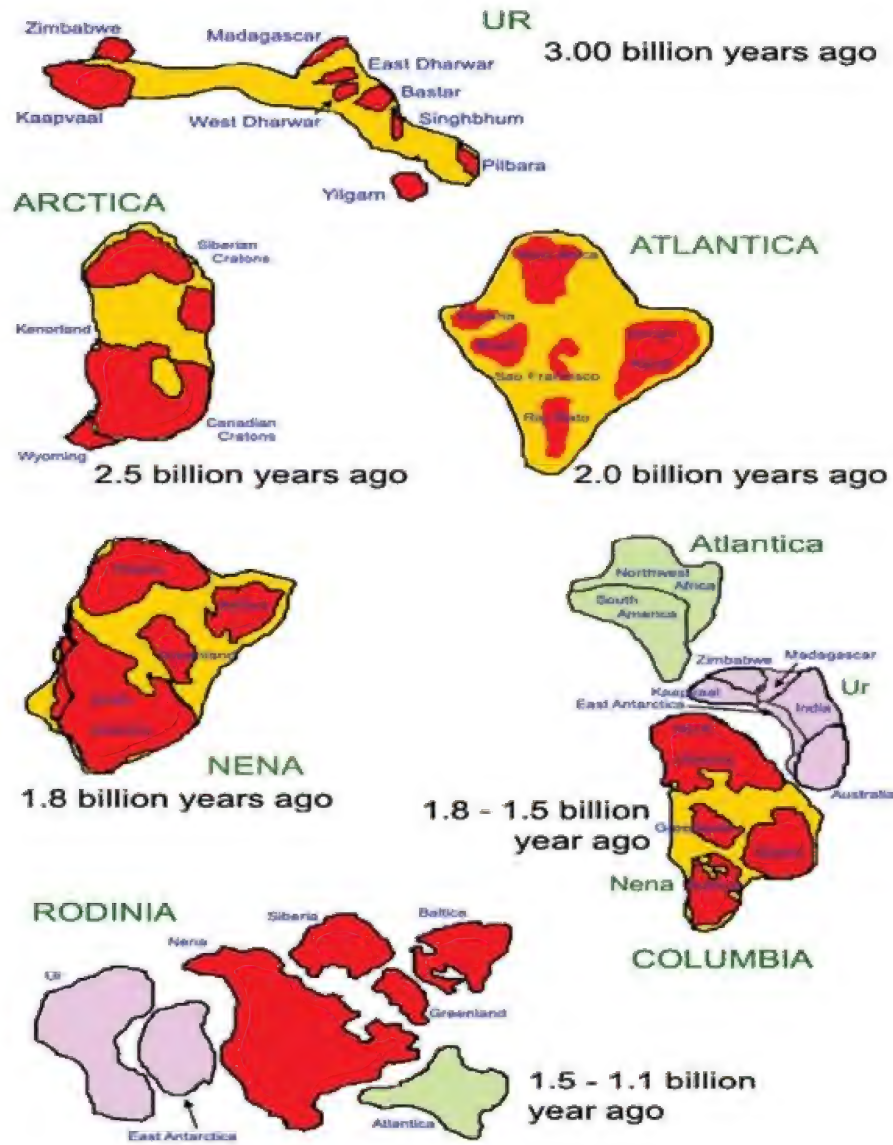 UR
3.00 billion years ago
Zimbabwe
Madagascar
East Dharwar
Bastar
Kaapvaal
West Dharwar
Singhbhum
Pilbara
Yilgarn
ARCTICA
Siberian
Cratons
Kenorland
Canadian
Cratons
Wyoming
2.5 billion years ago
ATLANTICA
Sao Francisco
2.0 billion years ago
NENA
1.8 billion years ago
Atlantica
Northwest
Africa
South
America
Zimbabwe
Madagascar
Kaapvaal
Ur
East Antarctica
India
Australia
1.8 - 1.5 billion
year ago
Nena
COLUMBIA
RODINIA
Siberia
Baltica
Nena
Ur
Greenland
1.5 - 1.1 billion
year ago
Atlantica
East Antarctica